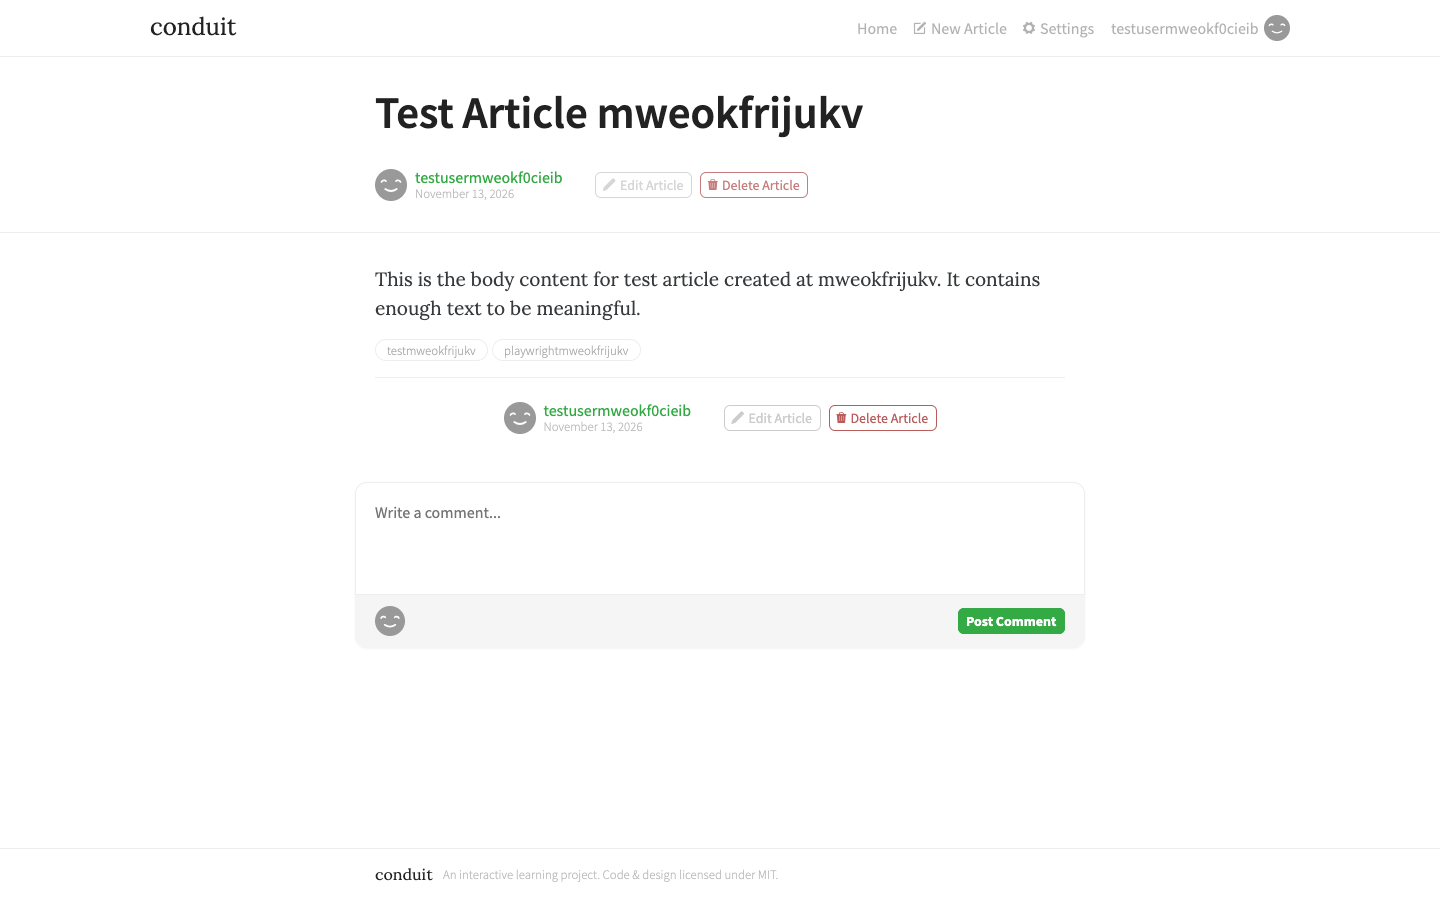 conduit
Home New Article Settings testusermweokf0cieib
Test Article mweokfrijukv
testusermweokf0cieib
November 13, 2026
Edit Article Delete Article
This is the body content for test article created at mweokfrijukv. It contains
enough text to be meaningful.
testmweokfrijukv playwrightmweokfrijukv
testusermweokf0cieib
November 13, 2026
Edit Article Delete Article
Write a comment...
Post Comment
conduit An interactive learning project. Code & design licensed under MIT.